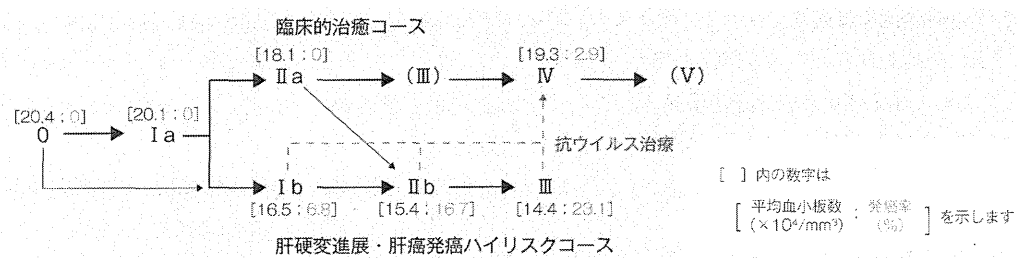 臨床的治癒コース
[18.1:0]
[19.3:2.9]
Ⅱa
(Ⅲ)
Ⅳ
(Ⅴ)
[20.4:0]
[20.1:0]
0
Ⅰa
抗ウイルス治療
Ⅰb
Ⅱb
Ⅲ
[16.5:6.8]
[15.4:16.7]
[14.4:23.1]
肝硬変進展・肝癌発癌ハイリスクコース
[ ]内の数字は
[平均血小板数(×10⁴/mm³):発癌率(%)]を示します